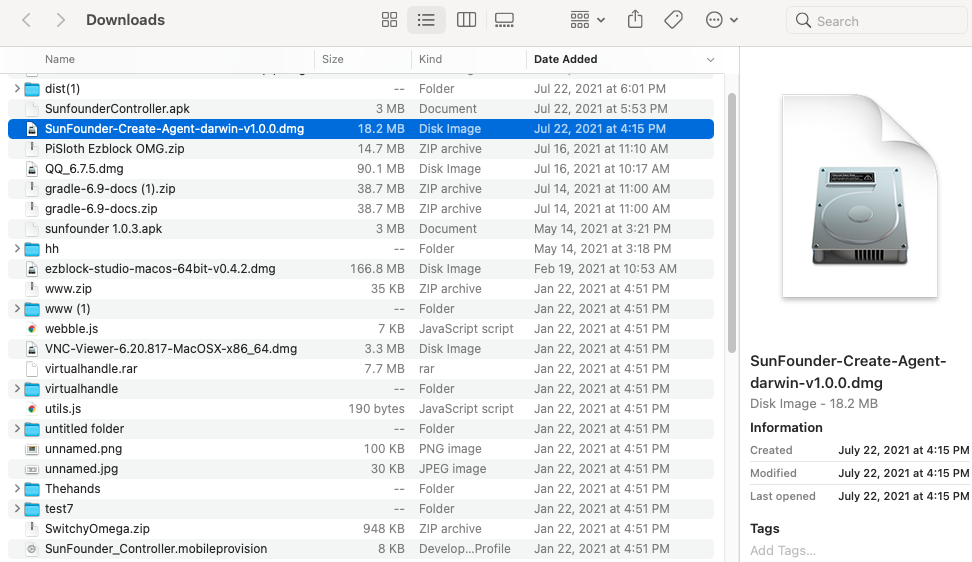 Downloads
Search
Name Size Kind Date Added
dist(1) -- Folder Jul 22, 2021 at 6:01 PM
SunfounderController.apk 3 MB Document Jul 22, 2021 at 5:53 PM
SunFounder-Create-Agent-darwin-v1.0.0.dmg 18.2 MB Disk Image Jul 22, 2021 at 4:15 PM
PiSloth Ezblock OMG.zip 14.7 MB ZIP archive Jul 16, 2021 at 11:10 AM
QQ_6.7.5.dmg 90.1 MB Disk Image Jul 16, 2021 at 10:17 AM
gradle-6.9-docs (1).zip 38.7 MB ZIP archive Jul 14, 2021 at 11:00 AM
gradle-6.9-docs.zip 38.7 MB ZIP archive Jul 14, 2021 at 11:00 AM
sunfounder 1.0.3.apk 3 MB Document May 14, 2021 at 3:21 PM
hh -- Folder May 14, 2021 at 3:18 PM
ezblock-studio-macos-64bit-v0.4.2.dmg 166.8 MB Disk Image Feb 19, 2021 at 10:53 AM
www.zip 35 KB ZIP archive Jan 22, 2021 at 4:51 PM
www (1) -- Folder Jan 22, 2021 at 4:51 PM
webble.js 7 KB JavaScript script Jan 22, 2021 at 4:51 PM
VNC-Viewer-6.20.817-MacOSX-x86_64.dmg 3.3 MB Disk Image Jan 22, 2021 at 4:51 PM
virtualhandle.rar 7.7 MB rar Jan 22, 2021 at 4:51 PM
virtualhandle -- Folder Jan 22, 2021 at 4:51 PM
utils.js 190 bytes JavaScript script Jan 22, 2021 at 4:51 PM
untitled folder -- Folder Jan 22, 2021 at 4:51 PM
unnamed.png 100 KB PNG image Jan 22, 2021 at 4:51 PM
unnamed.jpg 30 KB JPEG image Jan 22, 2021 at 4:51 PM
Thehands -- Folder Jan 22, 2021 at 4:51 PM
test7 -- Folder Jan 22, 2021 at 4:51 PM
SwitchyOmega.zip 948 KB ZIP archive Jan 22, 2021 at 4:51 PM
SunFounder_Controller.mobileprovision 8 KB Develop...Profile Jan 22, 2021 at 4:51 PM
SunFounder-Create-Agent-
darwin-v1.0.0.dmg
Disk Image - 18.2 MB
Information
Created July 22, 2021 at 4:15 PM
Modified July 22, 2021 at 4:15 PM
Last opened July 22, 2021 at 4:15 PM
Tags
Add Tags...